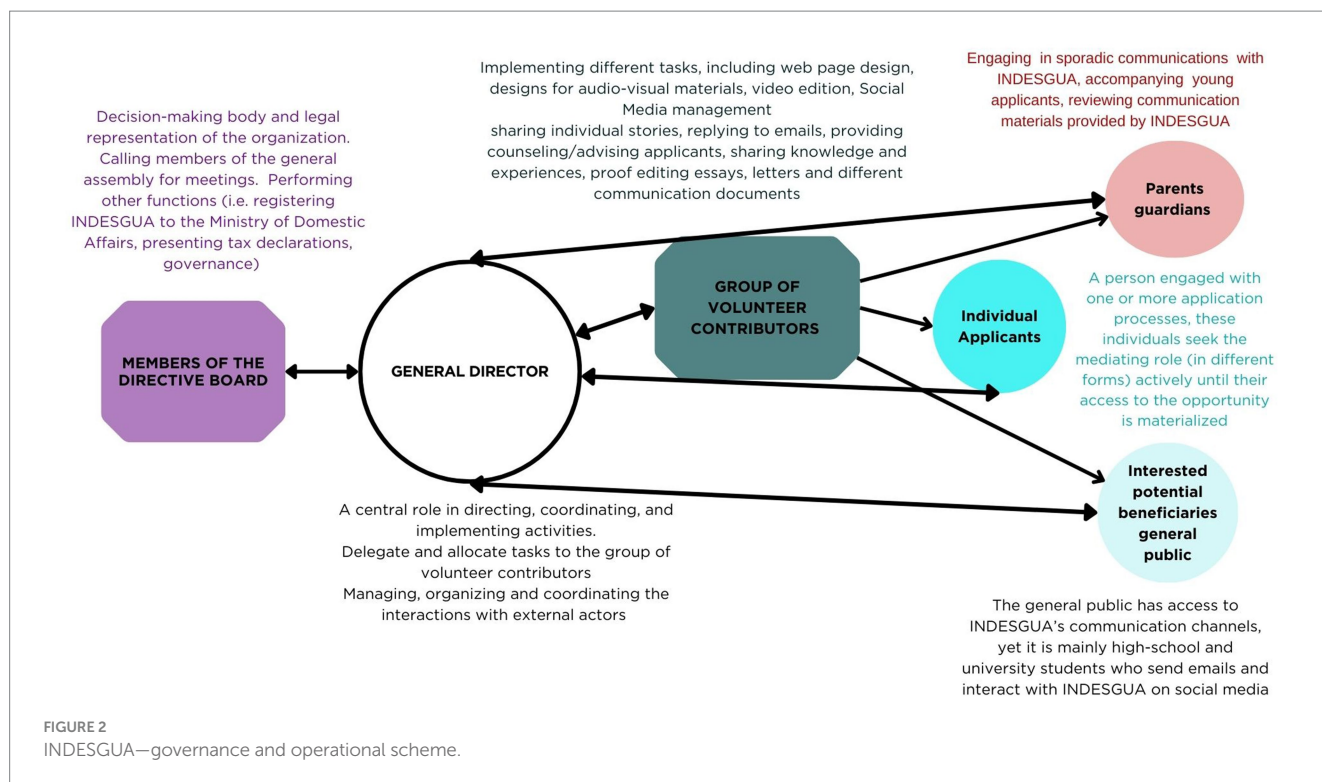 Decision-making body and legal
representation of the organization.
Calling members of the general
assembly for meetings. Performing
other functions (i.e. registering
INDESGUA to the Ministry of Domestic
Affairs, presenting tax declarations,
governance)
MEMBERS OF THE
DIRECTIVE BOARD
GENERAL DIRECTOR
A central role in directing, coordinating, and
implementing activities.
Delegate and allocate tasks to the group of
volunteer contributors
Managing, organizing and coordinating the
interactions with external actors
Implementing different tasks, including web page design,
designs for audio-visual materials, video edition, Social
Media management
sharing individual stories, replying to emails, providing
counseling/advising applicants, sharing knowledge and
experiences, proof editing essays, letters and different
communication documents
GROUP OF
VOLUNTEER
CONTRIBUTORS
Engaging in sporadic communications with
INDESGUA, accompanying young
applicants, reviewing communication
materials provided by INDESGUA
Parents
guardians
Individual
Applicants
A person engaged with
one or more application
processes, these
individuals seek the
mediating role (in different
forms) actively until their
access to the opportunity
is materialized
Interested
potential
beneficiaries
general
public
The general public has access to
INDESGUA's communication channels,
yet it is mainly high-school and
university students who send emails and
interact with INDESGUA on social media
FIGURE 2
INDESGUA—governance and operational scheme.